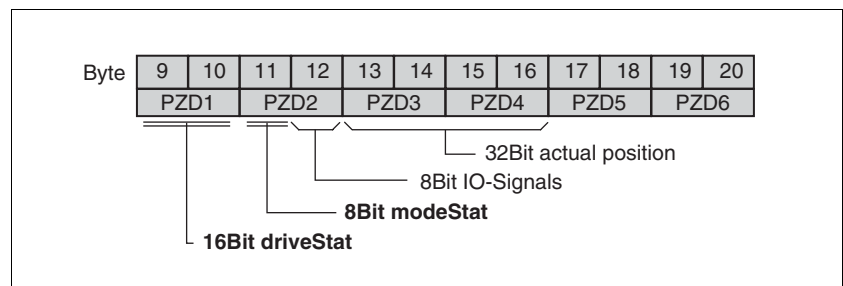 Byte 9 10 11 12 13 14 15 16 17 18 19 20
PZD1 PZD2 PZD3 PZD4 PZD5 PZD6
32Bit actual position
8Bit IO-Signals
8Bit modeStat
16Bit driveStat